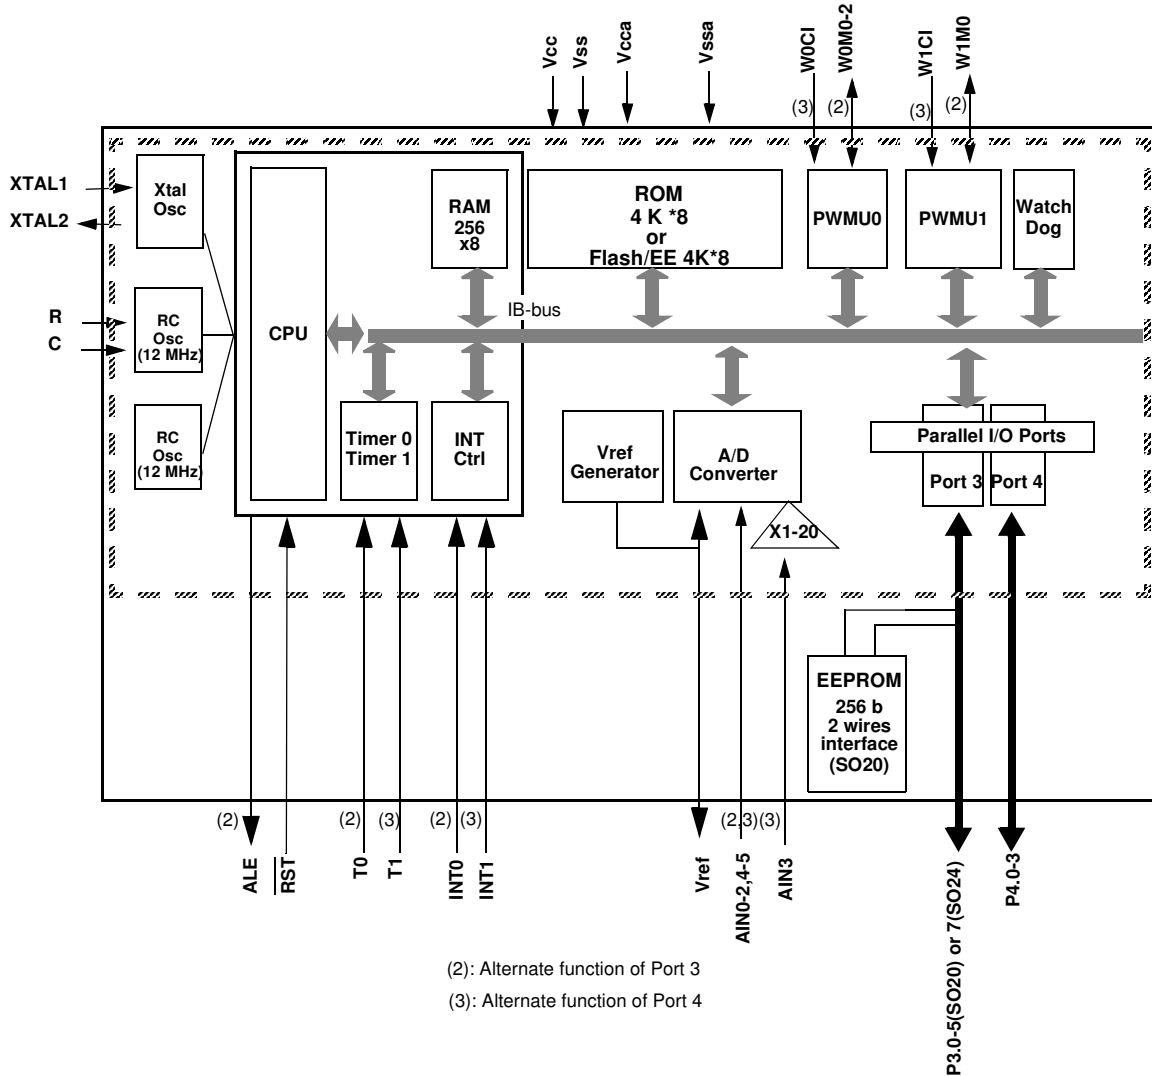 Vcc
Vss
Vcca
Vssa
W0CI
W0M0-2
W1CI
W1M0
(3)
(2)
(3)
(2)
XTAL1
XTAL2
Xtal
Osc
R
C
RC
Osc
(12 MHz)
RC
Osc
(12 MHz)
CPU
RAM
256
x8
ROM
4 K *8
or
Flash/EE 4K*8
PWMU0
PWMU1
Watch
Dog
IB-bus
Timer 0
Timer 1
INT
Ctrl
Vref
Generator
A/D
Converter
X1-20
Parallel I/O Ports
Port 3
Port 4
EEPROM
256 b
2 wires
interface
(SO20)
(2)
(2)
(3)
(2)
(3)
(2,3)
(3)
ALE
RST
T0
T1
INT0
INT1
Vref
AIN0-2,4-5
AIN3
P3.0-5(SO20) or 7(SO24)
P4.0-3
(2): Alternate function of Port 3
(3): Alternate function of Port 4